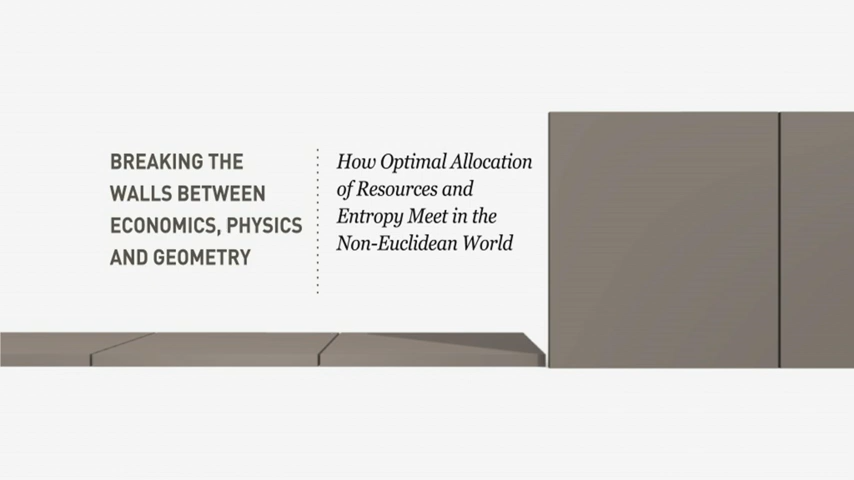 BREAKING THE
WALLS BETWEEN
ECONOMICS, PHYSICS
AND GEOMETRY
How Optimal Allocation
of Resources and
Entropy Meet in the
Non-Euclidean World